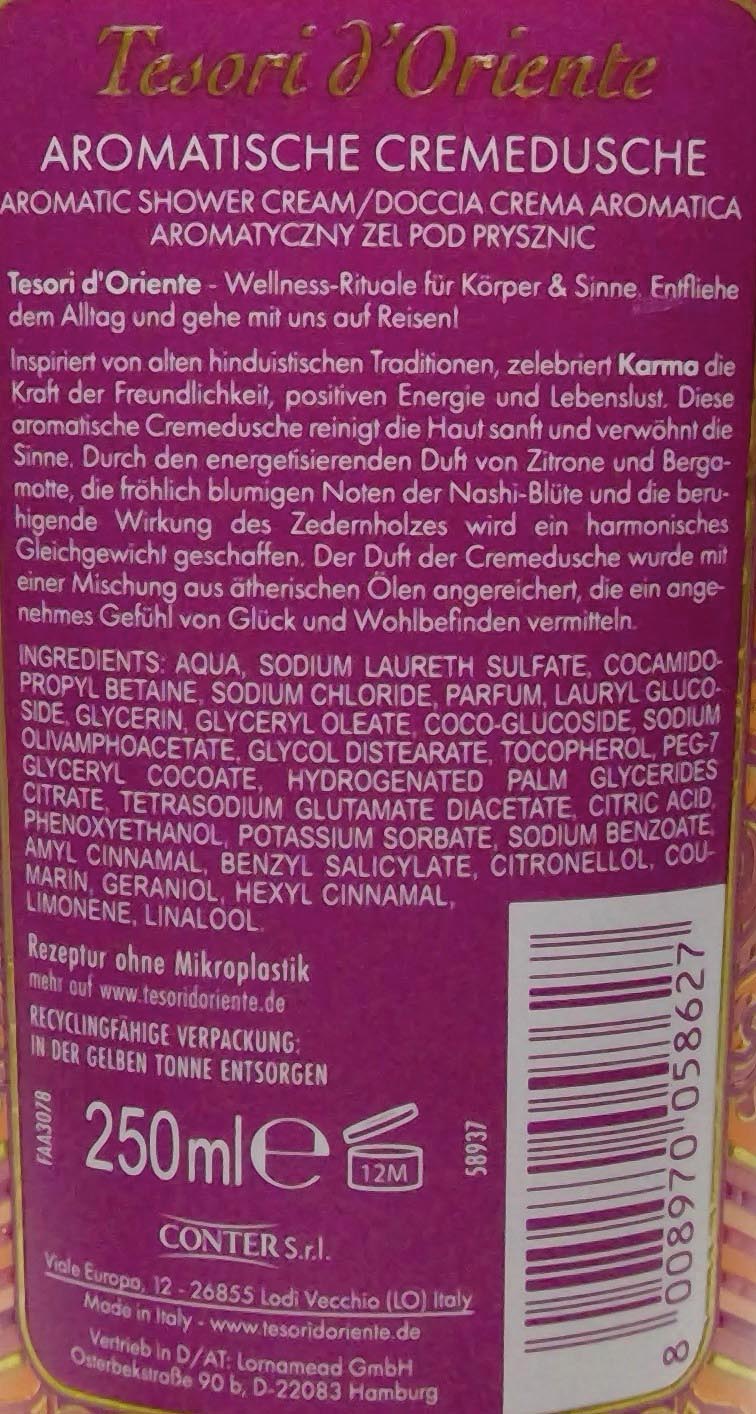 Tesori d'Oriente
AROMATISCHE CREMEDUSCHE
AROMATIC SHOWER CREAM/DOCCIA CREMA AROMATICA
AROMATYCZNY ŻEL POD PRYSZNIC
Tesori d'Oriente - Wellness-Rituale für Körper & Sinne. Entfliehe
dem Alltag und gehe mit uns auf Reisen!
Inspiriert von alten hinduistischen Traditionen, zelebriert Karma die
Kraft der Freundlichkeit, positiven Energie und Lebenslust. Diese
aromatische Cremedusche reinigt die Haut sanft und verwöhnt die
Sinne. Durch den energetisierenden Duft von Zitrone und Berga-
motte, die fröhlich blumigen Noten der Nashi-Blüte und die beru-
higende Wirkung des Zedernholzes wird ein harmonisches
Gleichgewicht geschaffen. Der Duft der Cremedusche wurde mit
einer Mischung aus ätherischen Ölen angereichert, die ein ange-
nehmes Gefühl von Glück und Wohlbefinden vermitteln.
INGREDIENTS: AQUA, SODIUM LAURETH SULFATE, COCAMIDO-
PROPYL BETAINE, SODIUM CHLORIDE, PARFUM, LAURYL GLUCO-
SIDE, GLYCERIN, GLYCERYL OLEATE, COCO-GLUCOSIDE, SODIUM
OLIVAMPHOACETATE, GLYCOL DISTEARATE, TOCOPHEROL, PEG-7
GLYCERYL COCOATE, HYDROGENATED PALM GLYCERIDES
CITRATE, TETRASODIUM GLUTAMATE DIACETATE, CITRIC ACID,
PHENOXYETHANOL, POTASSIUM SORBATE, SODIUM BENZOATE,
AMYL CINNAMAL, BENZYL SALICYLATE, CITRONELLOL, COU-
MARIN, GERANIOL, HEXYL CINNAMAL,
LIMONENE, LINALOOL.
Rezeptur ohne Mikroplastik
mehr auf www.tesoridoriente.de
RECYCLINGFÄHIGE VERPACKUNG:
IN DER GELBEN TONNE ENTSORGEN
FAA3078
250ml e
12M
58937
8 008970 058627
CONTER S.r.l.
Viale Europa, 12 - 26855 Lodi Vecchio (LO) Italy
Made in Italy - www.tesoridoriente.de
Vertrieb in D/AT: Lornamead GmbH
Osterbekstraße 90 b, D-22083 Hamburg